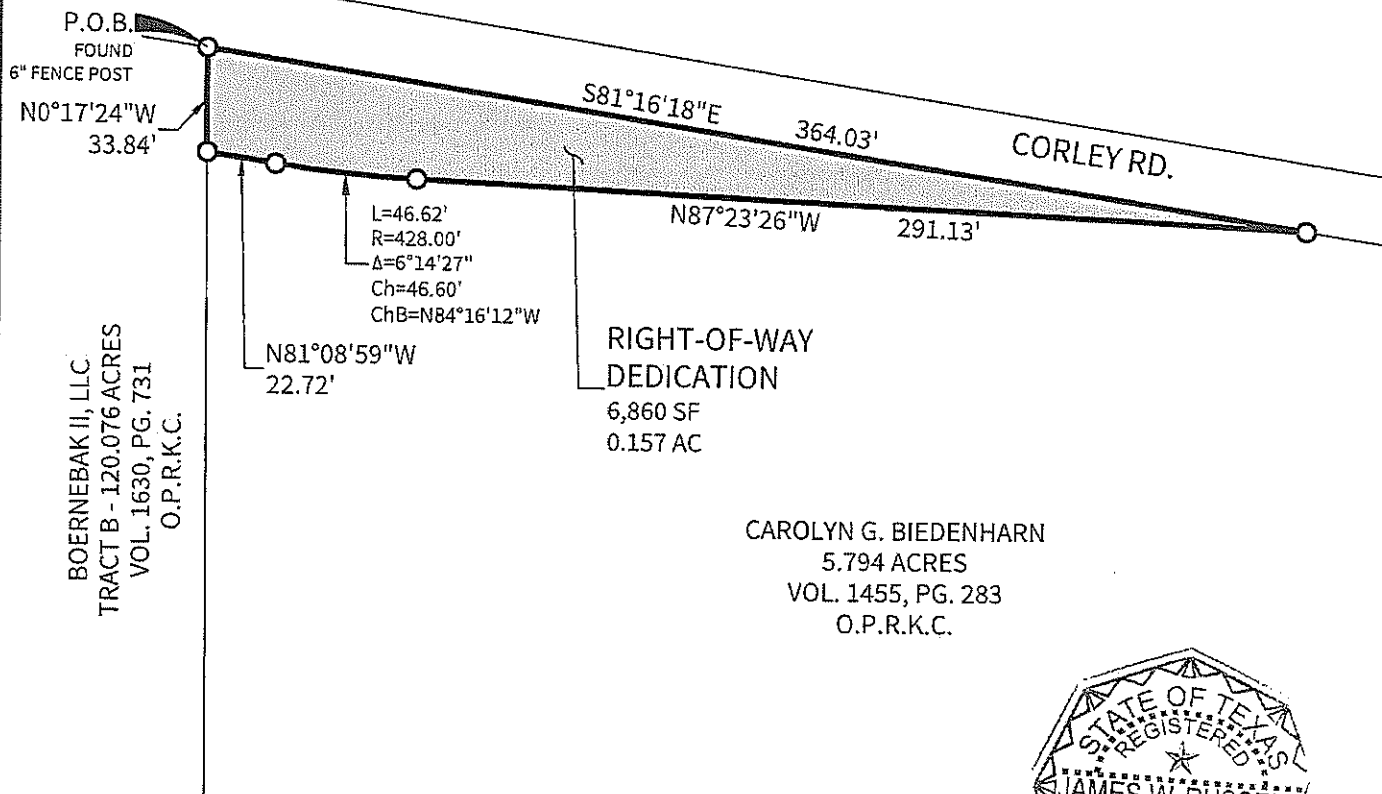 P.O.B.
FOUND
6" FENCE POST
N0°17'24"W
33.84'
S81°16'18"E
364.03'
CORLEY RD.
N87°23'26"W
291.13'
L=46.62'
R=428.00'
Δ=6°14'27"
Ch=46.60'
ChB=N84°16'12"W
N81°08'59"W
22.72'
RIGHT-OF-WAY
DEDICATION
6,860 SF
0.157 AC
BOERNEBAK II, LLC
TRACT B - 120.076 ACRES
VOL. 1630, PG. 731
O.P.R.K.C.
CAROLYN G. BIEDENHARN
5.794 ACRES
VOL. 1455, PG. 283
O.P.R.K.C.
STATE OF TEXAS
REGISTERED
JAMES W.